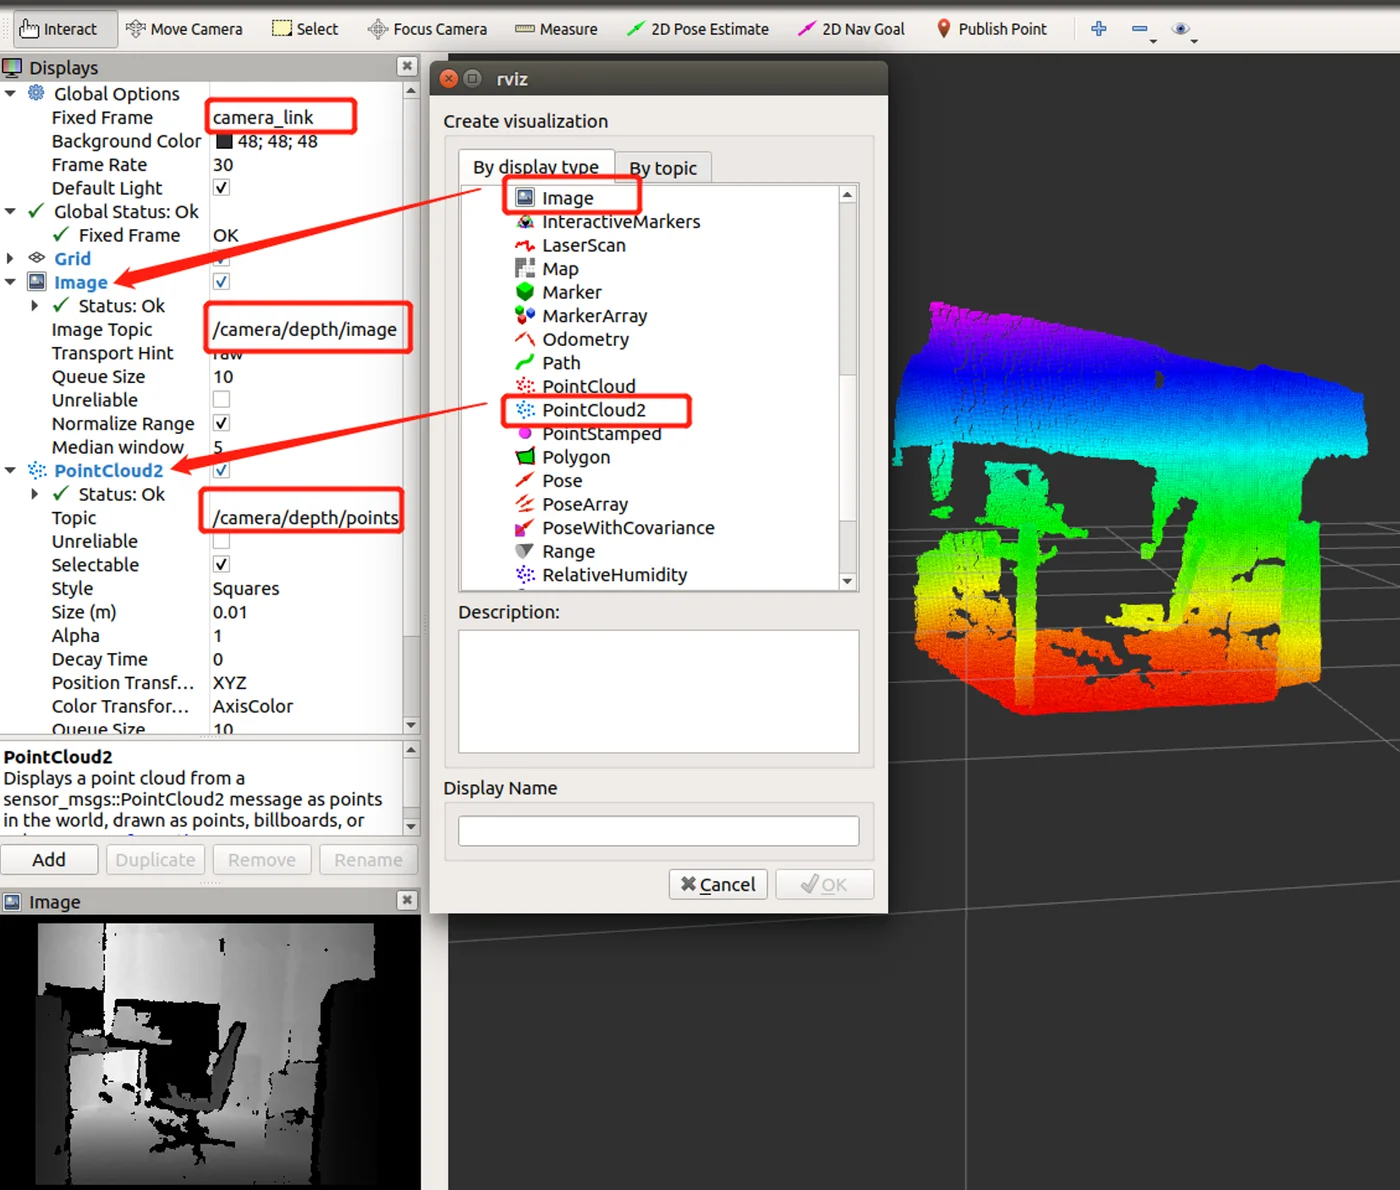 Interact Move Camera Select Focus Camera Measure 2D Pose Estimate 2D Nav Goal Publish Point
Displays
Global Options
Fixed Frame camera_link
Background Color 48; 48; 48
Frame Rate 30
Default Light
Global Status: Ok
Fixed Frame OK
Grid
Image
Status: Ok
Image Topic /camera/depth/image
Transport Hint raw
Queue Size 10
Unreliable
Normalize Range
Median window 5
PointCloud2
Status: Ok
Topic /camera/depth/points
Unreliable
Selectable
Style Squares
Size (m) 0.01
Alpha 1
Decay Time 0
Position Transf... XYZ
Color Transfor... AxisColor
Queue Size 10
PointCloud2
Displays a point cloud from a
sensor_msgs::PointCloud2 message as points
in the world, drawn as points, billboards, or
Add Duplicate Remove Rename
Image
rviz
Create visualization
By display type By topic
Image
InteractiveMarkers
LaserScan
Map
Marker
MarkerArray
Odometry
Path
PointCloud
PointCloud2
PointStamped
Polygon
Pose
PoseArray
PoseWithCovariance
Range
RelativeHumidity
Description:
Display Name
Cancel OK